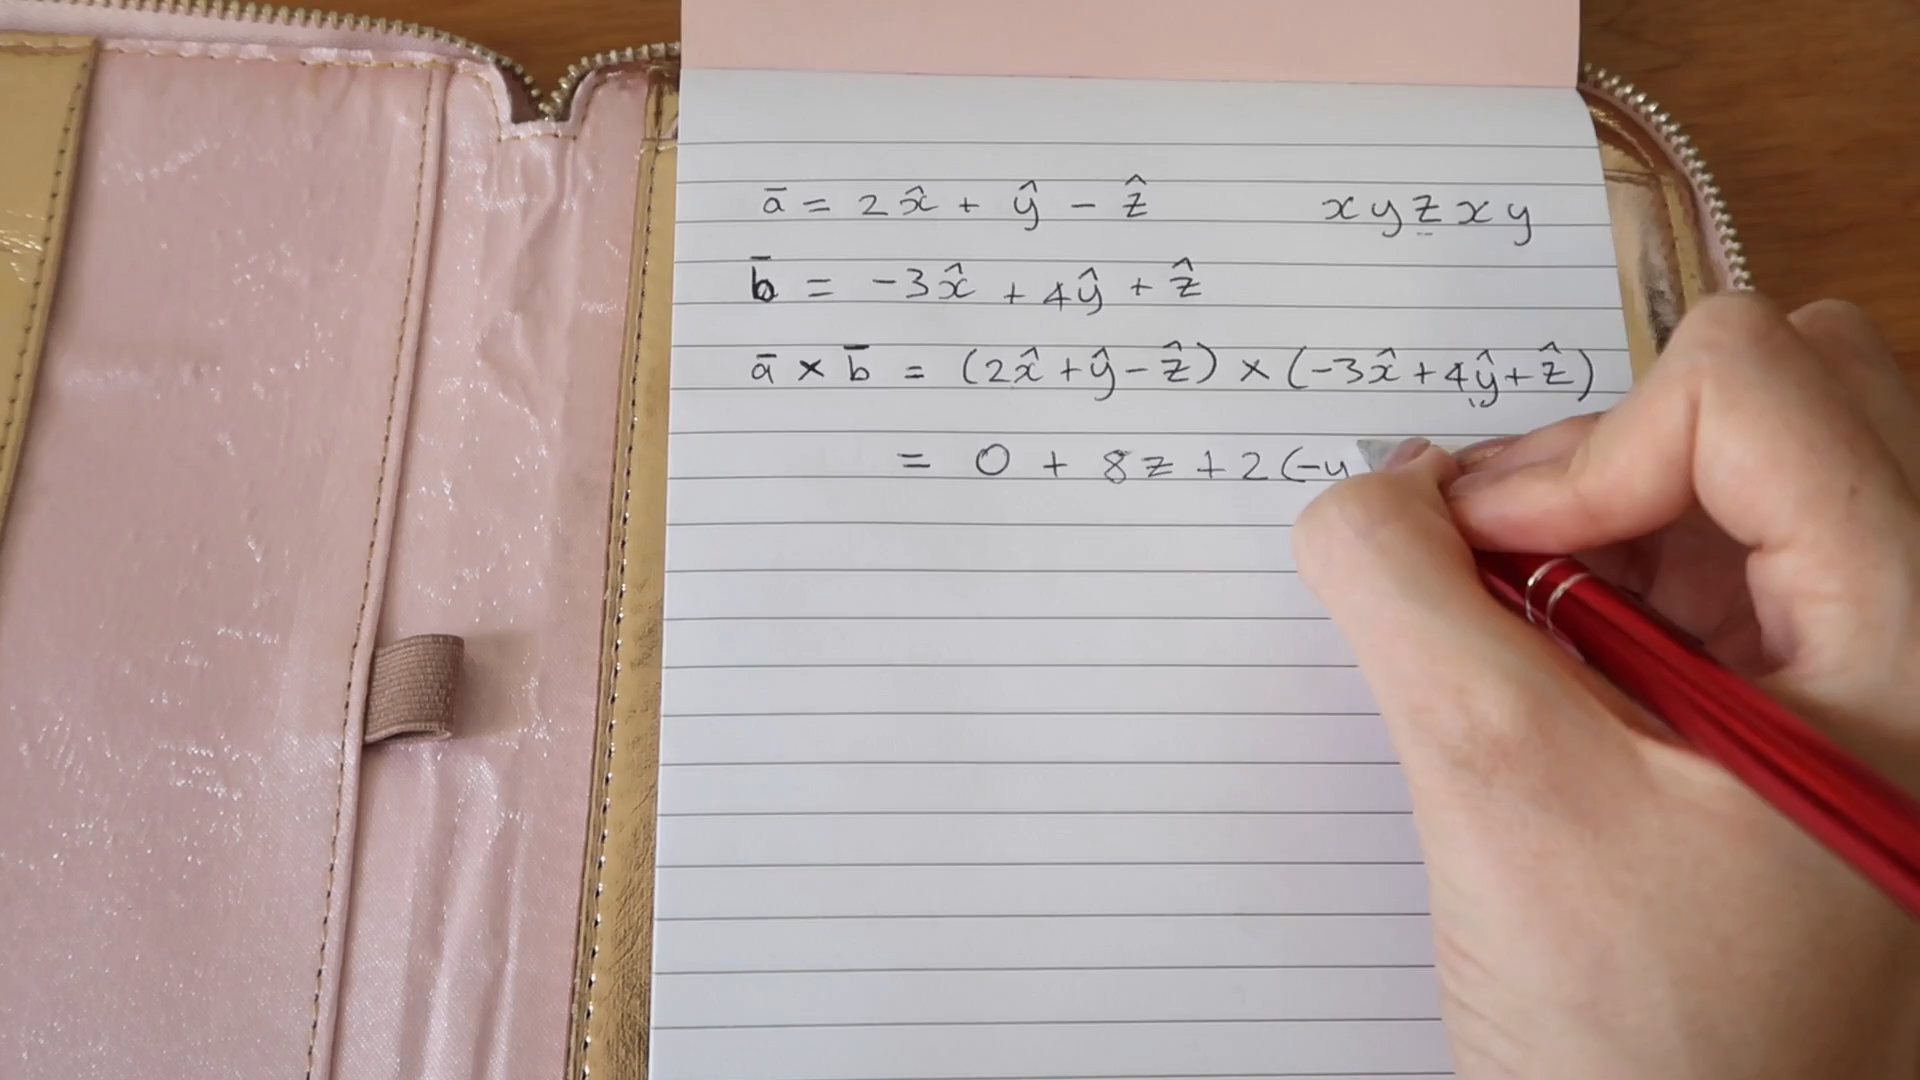 a̅ = 2x̂ + ŷ − ẑ x y z x y
b̅ = −3x̂ + 4ŷ + ẑ
a̅ × b̅ = (2x̂+ŷ−ẑ) × (−3x̂+4ŷ+ẑ)
= 0 + 8z + 2(−y